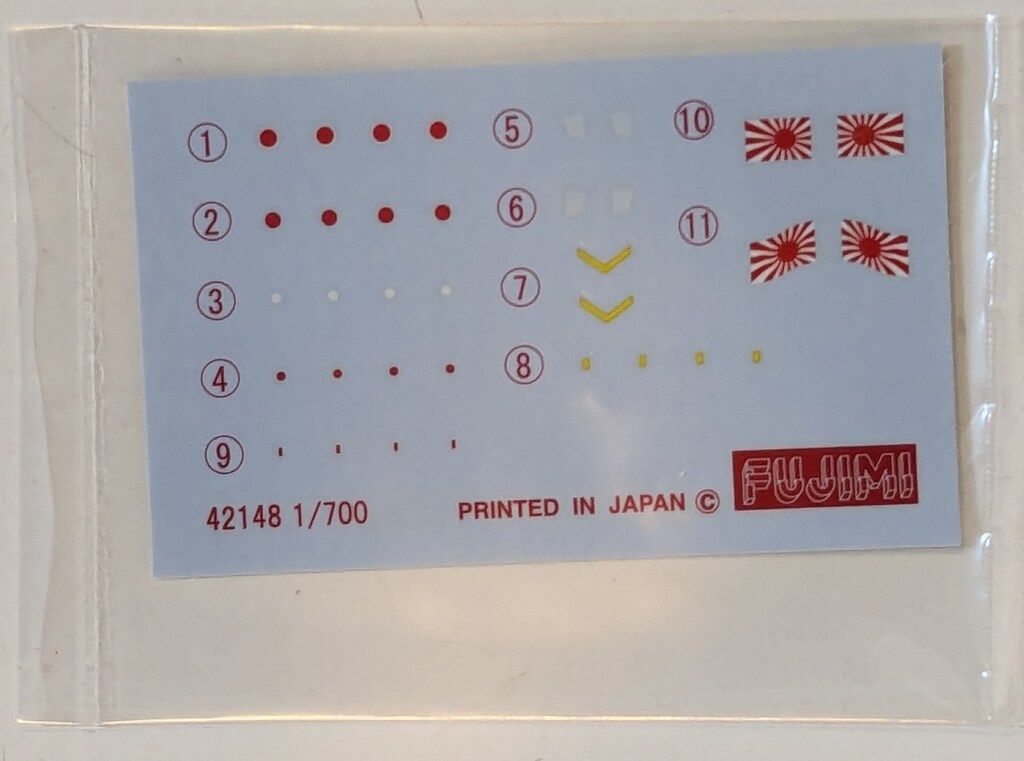 ① ⑤ ⑩
② ⑥ ⑪
③ ⑦
④ ⑧
⑨
42148 1/700 PRINTED IN JAPAN © FUJIMI